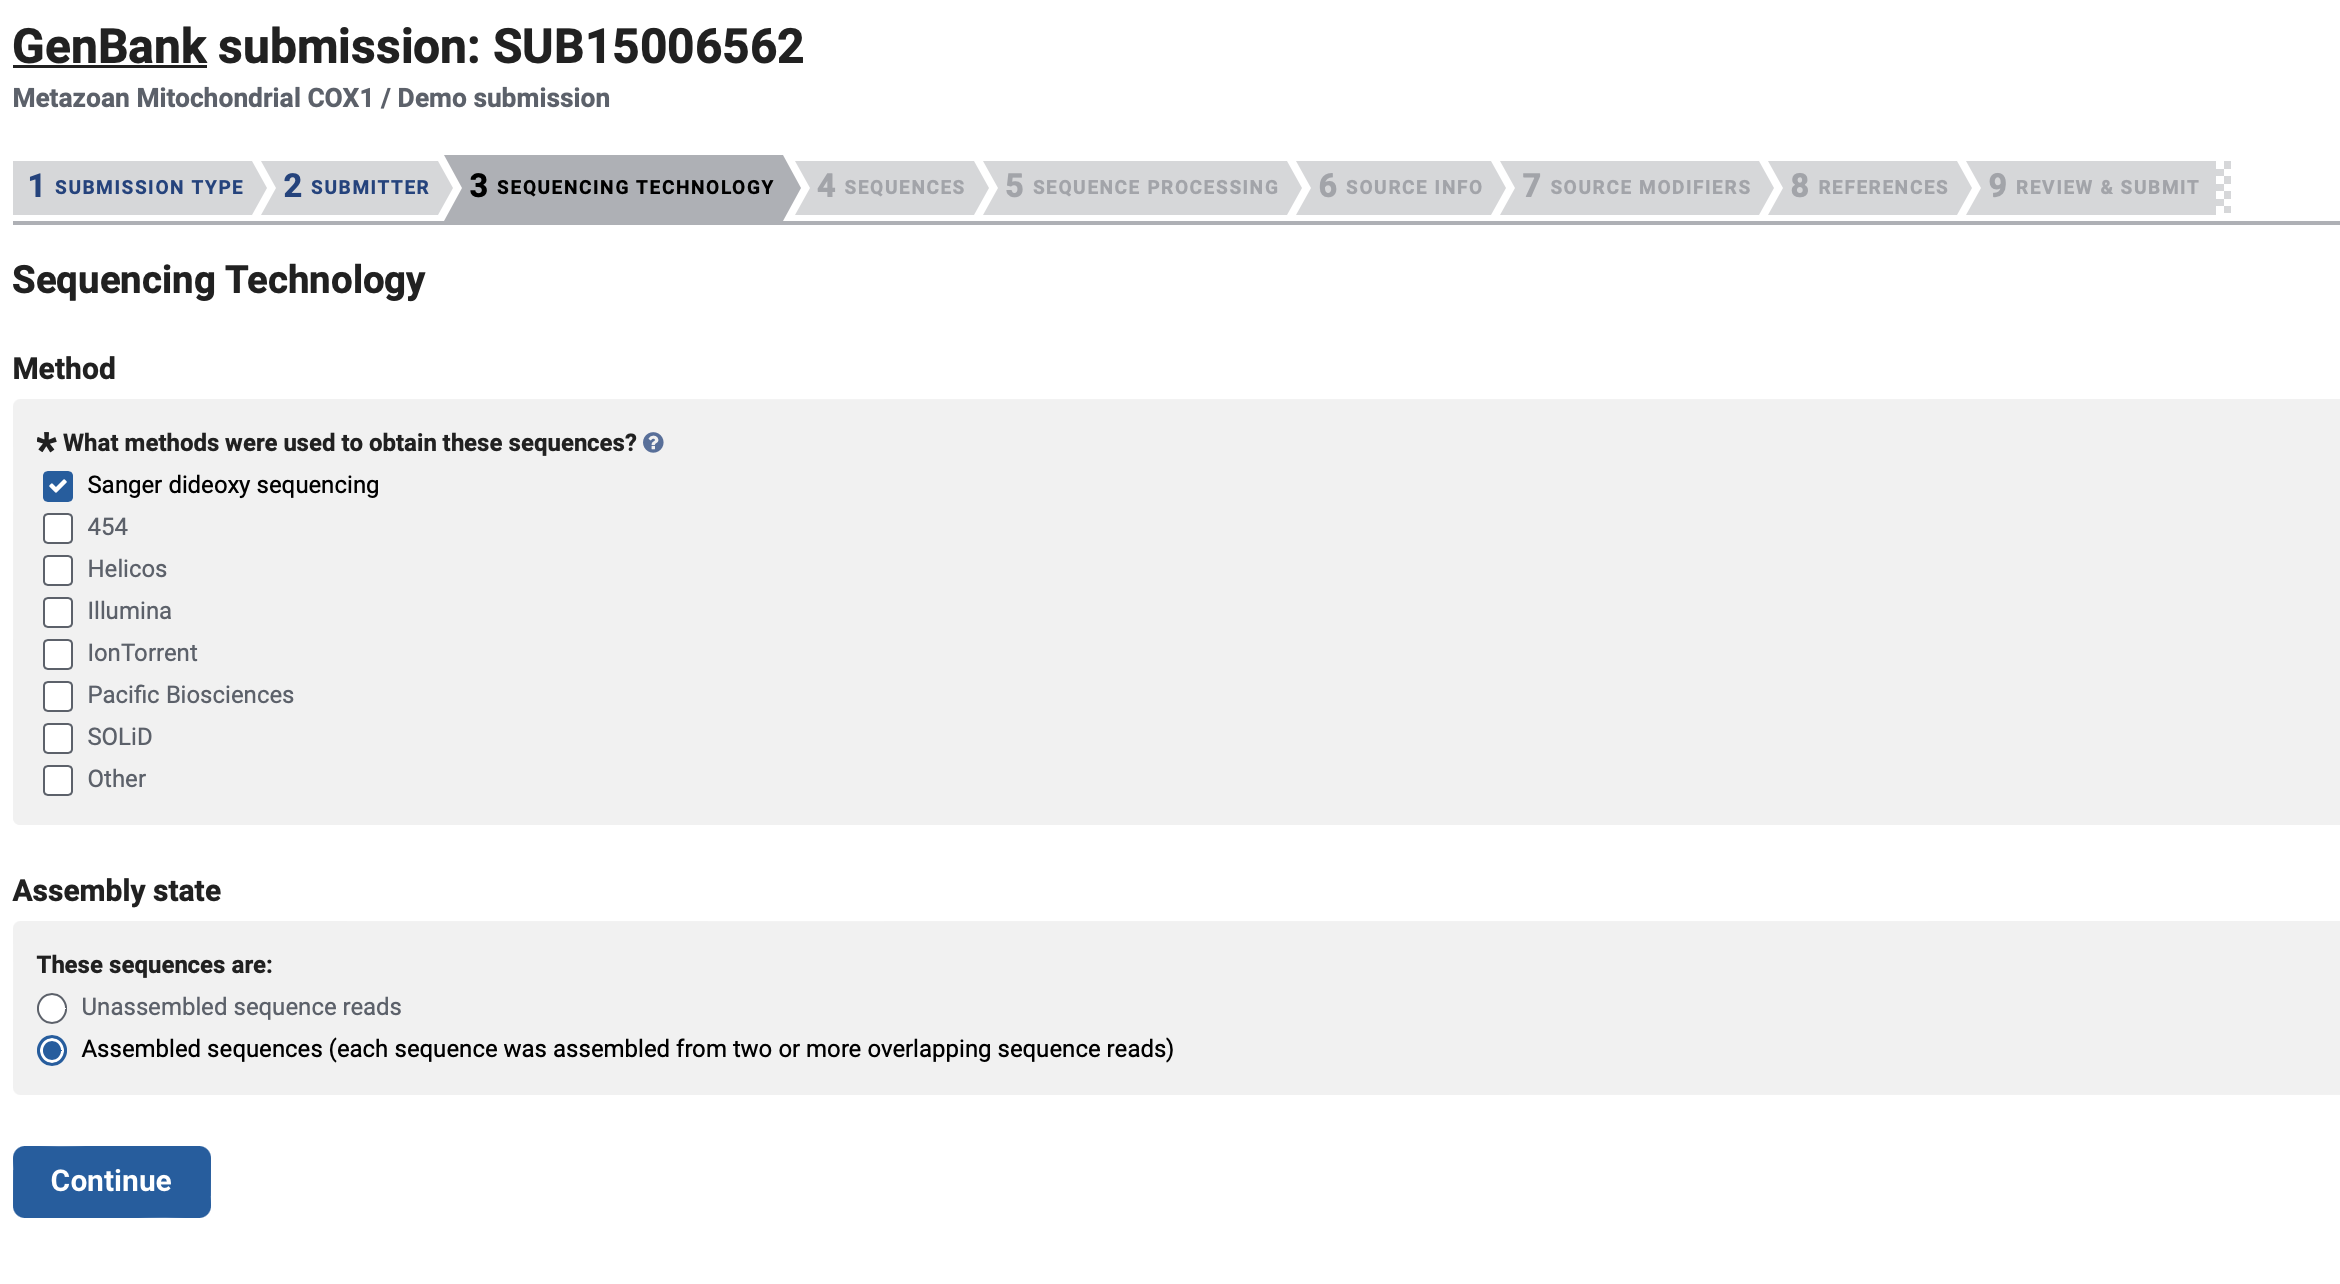 GenBank submission: SUB15006562
Metazoan Mitochondrial COX1 / Demo submission
1 SUBMISSION TYPE 2 SUBMITTER 3 SEQUENCING TECHNOLOGY 4 SEQUENCES 5 SEQUENCE PROCESSING 6 SOURCE INFO 7 SOURCE MODIFIERS 8 REFERENCES 9 REVIEW & SUBMIT
Sequencing Technology
Method
* What methods were used to obtain these sequences? ?
Sanger dideoxy sequencing
454
Helicos
Illumina
IonTorrent
Pacific Biosciences
SOLiD
Other
Assembly state
These sequences are:
Unassembled sequence reads
Assembled sequences (each sequence was assembled from two or more overlapping sequence reads)
Continue